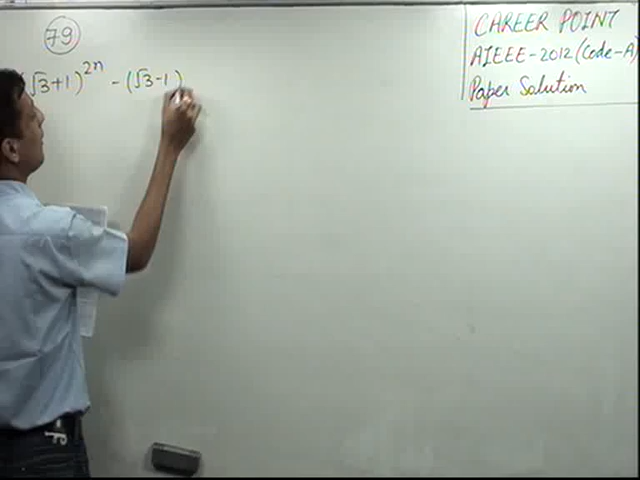 79
(√3+1)^2n - (√3-1)
CAREER POINT
AIEEE-2012 (Code-A)
Paper Solution